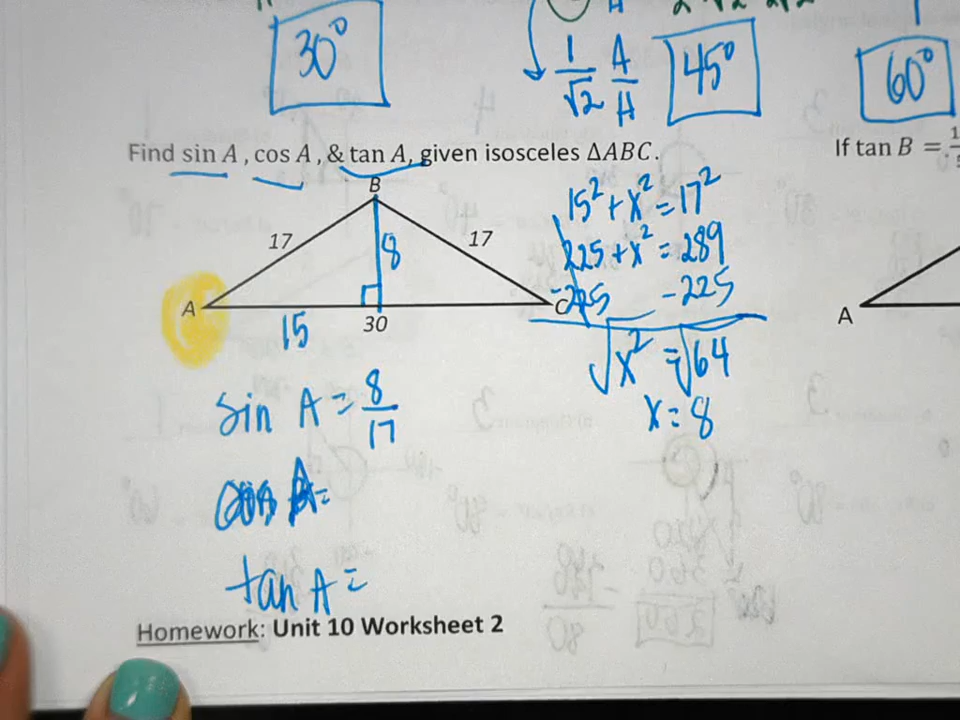 30°
1/√2 A/H 45°
60°
Find sin A, cos A, & tan A, given isosceles ΔABC.
If tan B =
B
17
8
17
A
15
30
C
15² + x² = 17²
225 + x² = 289
-225 -225
√x² = √64
x = 8
A
sin A = 8/17
cos A =
tan A =
Homework: Unit 10 Worksheet 2